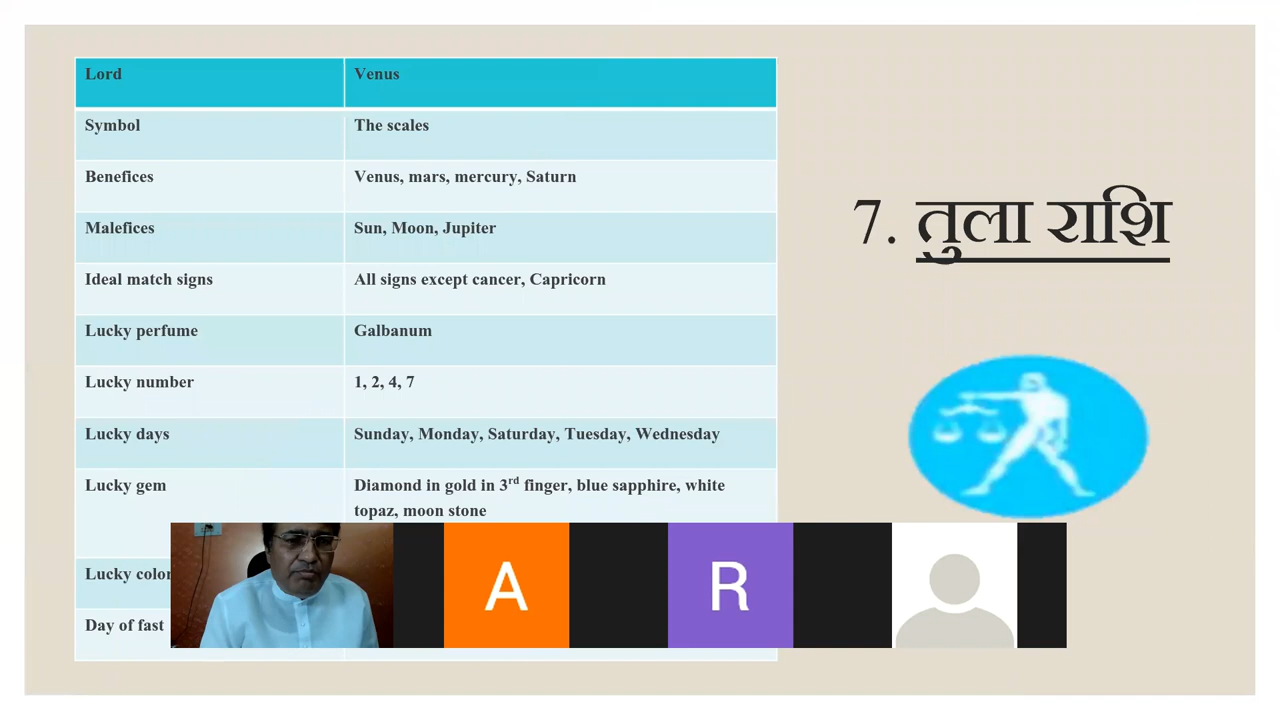 Lord Venus
Symbol The scales
Benefices Venus, mars, mercury, Saturn
Malefices Sun, Moon, Jupiter
Ideal match signs All signs except cancer, Capricorn
Lucky perfume Galbanum
Lucky number 1, 2, 4, 7
Lucky days Sunday, Monday, Saturday, Tuesday, Wednesday
Lucky gem Diamond in gold in 3rd finger, blue sapphire, white
topaz, moon stone
Lucky
Day of fast
7. तुला राशि
A
R